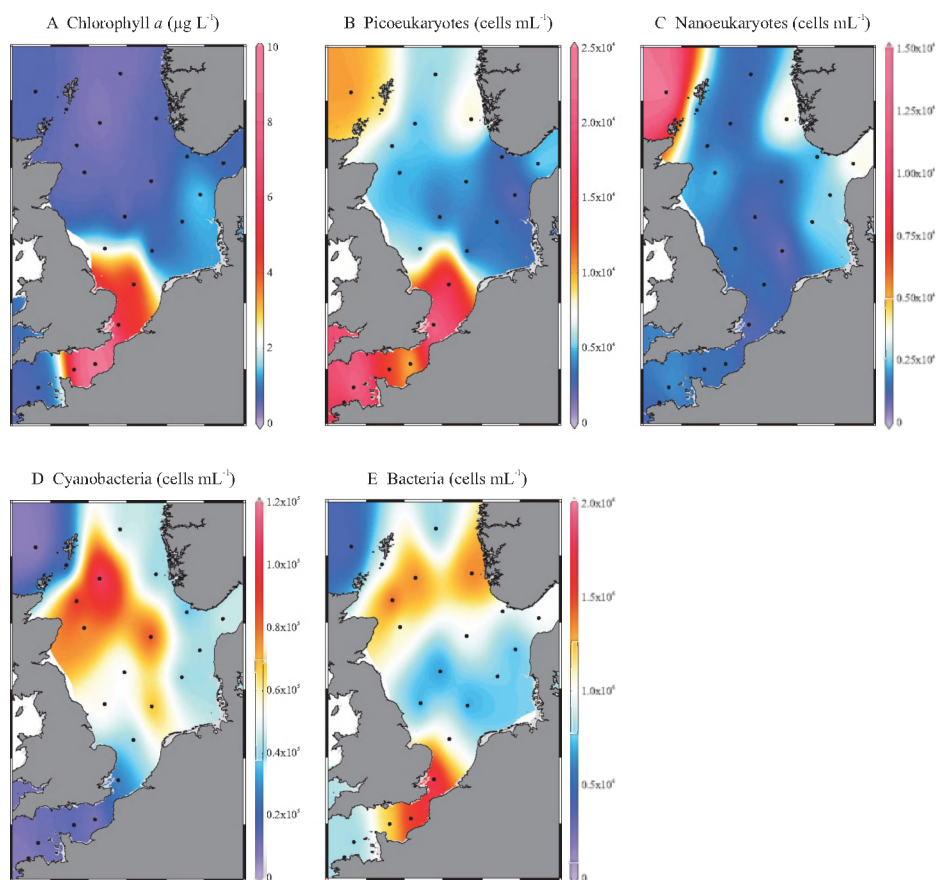 A Chlorophyll a (µg L⁻¹)
B Picoeukaryotes (cells mL⁻¹)
C Nanoeukaryotes (cells mL⁻¹)
10
8
6
4
2
0
2.5x10⁴
2.0x10⁴
1.5x10⁴
1.0x10⁴
0.5x10⁴
0
1.50x10⁴
1.25x10⁴
1.00x10⁴
0.75x10⁴
0.50x10⁴
0.25x10⁴
0
D Cyanobacteria (cells mL⁻¹)
E Bacteria (cells mL⁻¹)
1.2x10⁵
1.0x10⁵
0.8x10⁵
0.6x10⁵
0.4x10⁵
0.2x10⁵
0
2.0x10⁶
1.5x10⁶
1.0x10⁶
0.5x10⁶
0